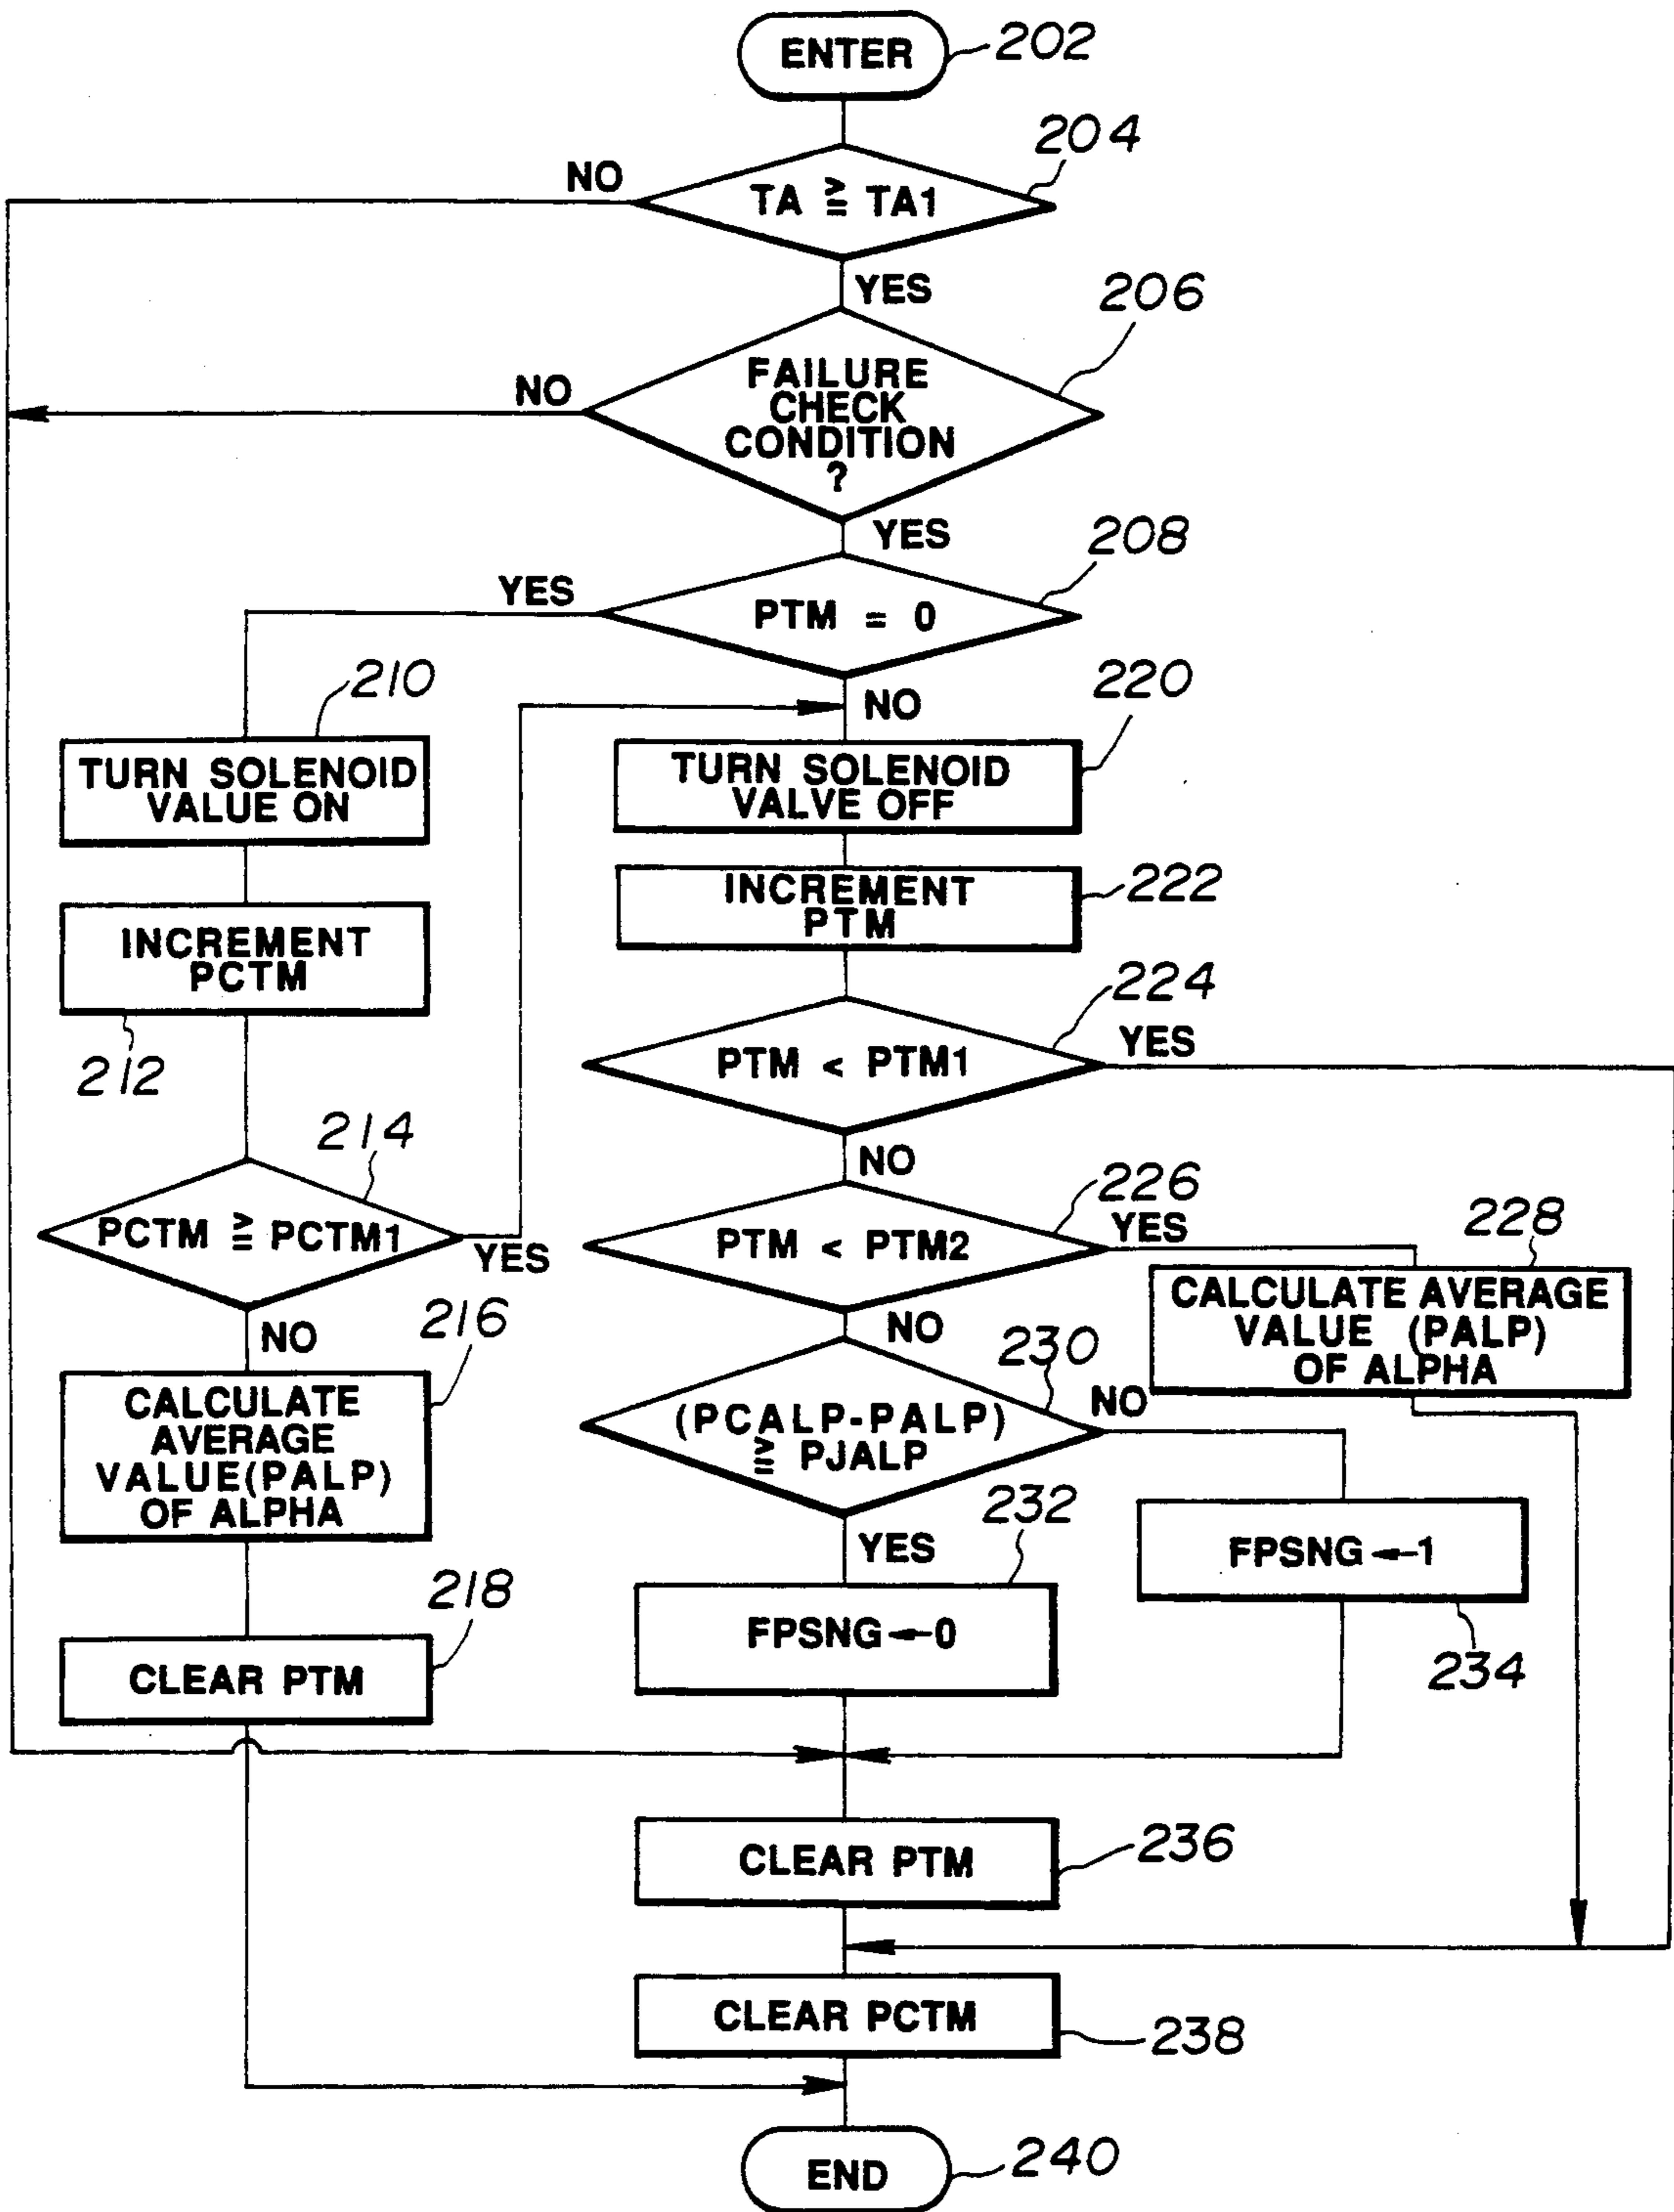 ENTER
202
204
NO
TA ≧ TA1
YES
206
NO
FAILURE
CHECK
CONDITION
?
YES
208
YES
PTM = 0
NO
210
TURN SOLENOID
VALUE ON
220
TURN SOLENOID
VALVE OFF
INCREMENT
PCTM
212
222
INCREMENT
PTM
224
PTM < PTM1
YES
NO
214
PCTM ≧ PCTM1
YES
NO
226
PTM < PTM2
YES
NO
228
CALCULATE AVERAGE
VALUE (PALP)
OF ALPHA
216
CALCULATE
AVERAGE
VALUE(PALP)
OF ALPHA
230
(PCALP-PALP)
≧ PJALP
NO
YES
232
FPSNG←0
FPSNG←1
234
218
CLEAR PTM
CLEAR PTM
236
CLEAR PCTM
238
END
240